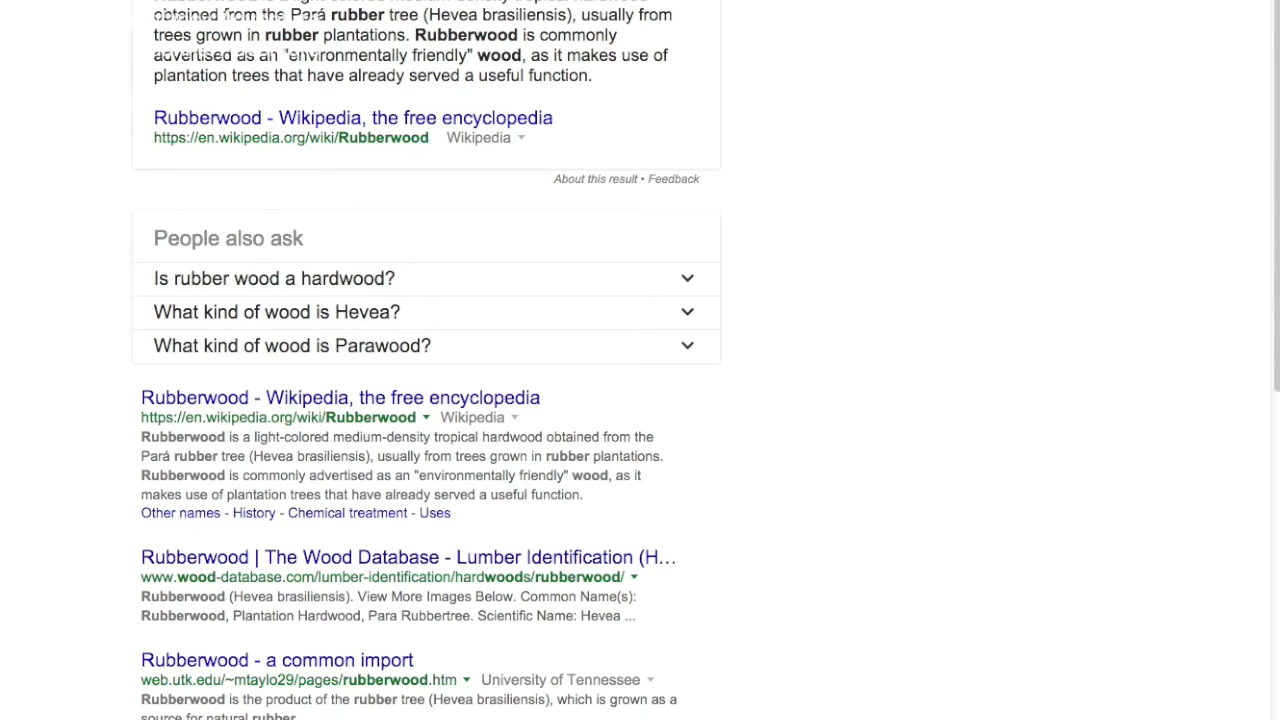 obtained from the Pará rubber tree (Hevea brasiliensis), usually from
trees grown in rubber plantations. Rubberwood is commonly
advertised as an "environmentally friendly" wood, as it makes use of
plantation trees that have already served a useful function.
Rubberwood - Wikipedia, the free encyclopedia
https://en.wikipedia.org/wiki/Rubberwood Wikipedia
About this result • Feedback
People also ask
Is rubber wood a hardwood?
What kind of wood is Hevea?
What kind of wood is Parawood?
Rubberwood - Wikipedia, the free encyclopedia
https://en.wikipedia.org/wiki/Rubberwood Wikipedia
Rubberwood is a light-colored medium-density tropical hardwood obtained from the
Pará rubber tree (Hevea brasiliensis), usually from trees grown in rubber plantations.
Rubberwood is commonly advertised as an "environmentally friendly" wood, as it
makes use of plantation trees that have already served a useful function.
Other names - History - Chemical treatment - Uses
Rubberwood | The Wood Database - Lumber Identification (H...
www.wood-database.com/lumber-identification/hardwoods/rubberwood/
Rubberwood (Hevea brasiliensis). View More Images Below. Common Name(s):
Rubberwood, Plantation Hardwood, Para Rubbertree. Scientific Name: Hevea ...
Rubberwood - a common import
web.utk.edu/~mtaylo29/pages/rubberwood.htm University of Tennessee
Rubberwood is the product of the rubber tree (Hevea brasiliensis), which is grown as a
source for natural rubber.